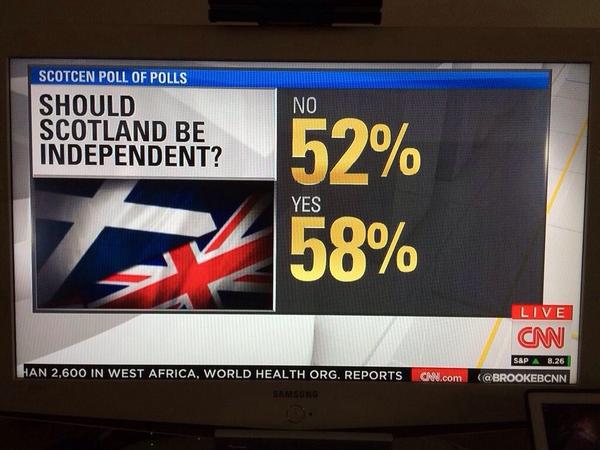 SCOTCEN POLL OF POLLS
SHOULD
SCOTLAND BE
INDEPENDENT?
NO
52%
YES
58%
LIVE
CNN
S&P ▲ 8.26
HAN 2,600 IN WEST AFRICA, WORLD HEALTH ORG. REPORTS CNN.com @BROOKEBCNN
SAMSUNG